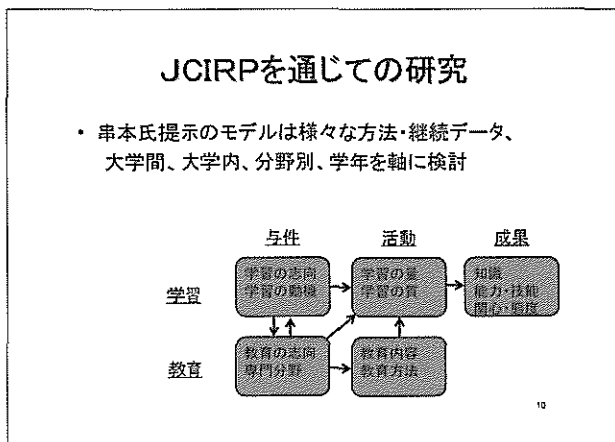 JCIRPを通じての研究
・ 串本氏提示のモデルは様々な方法・継続データ、
大学間、大学内、分野別、学年を軸に検討
与件 活動 成果
学習
学習の志向
学習の動機
学習の量
学習の質
知識
能力・技能
関心・態度
教育
教育の志向
専門分野
教育内容
教育方法
10